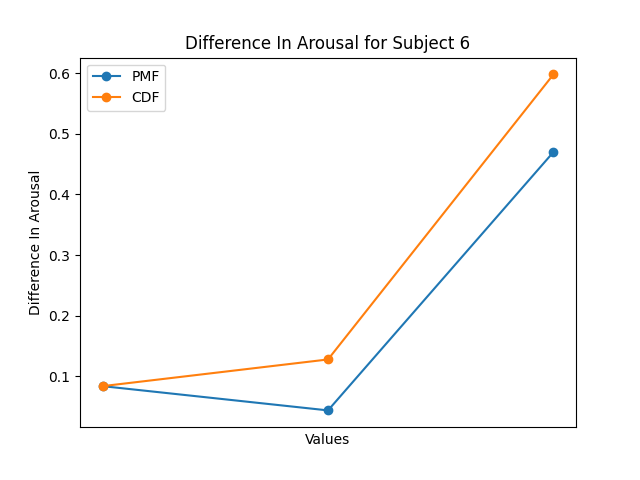 Difference In Arousal for Subject 6
PMF
CDF
0.6
0.5
0.4
0.3
0.2
0.1
Difference In Arousal
Values